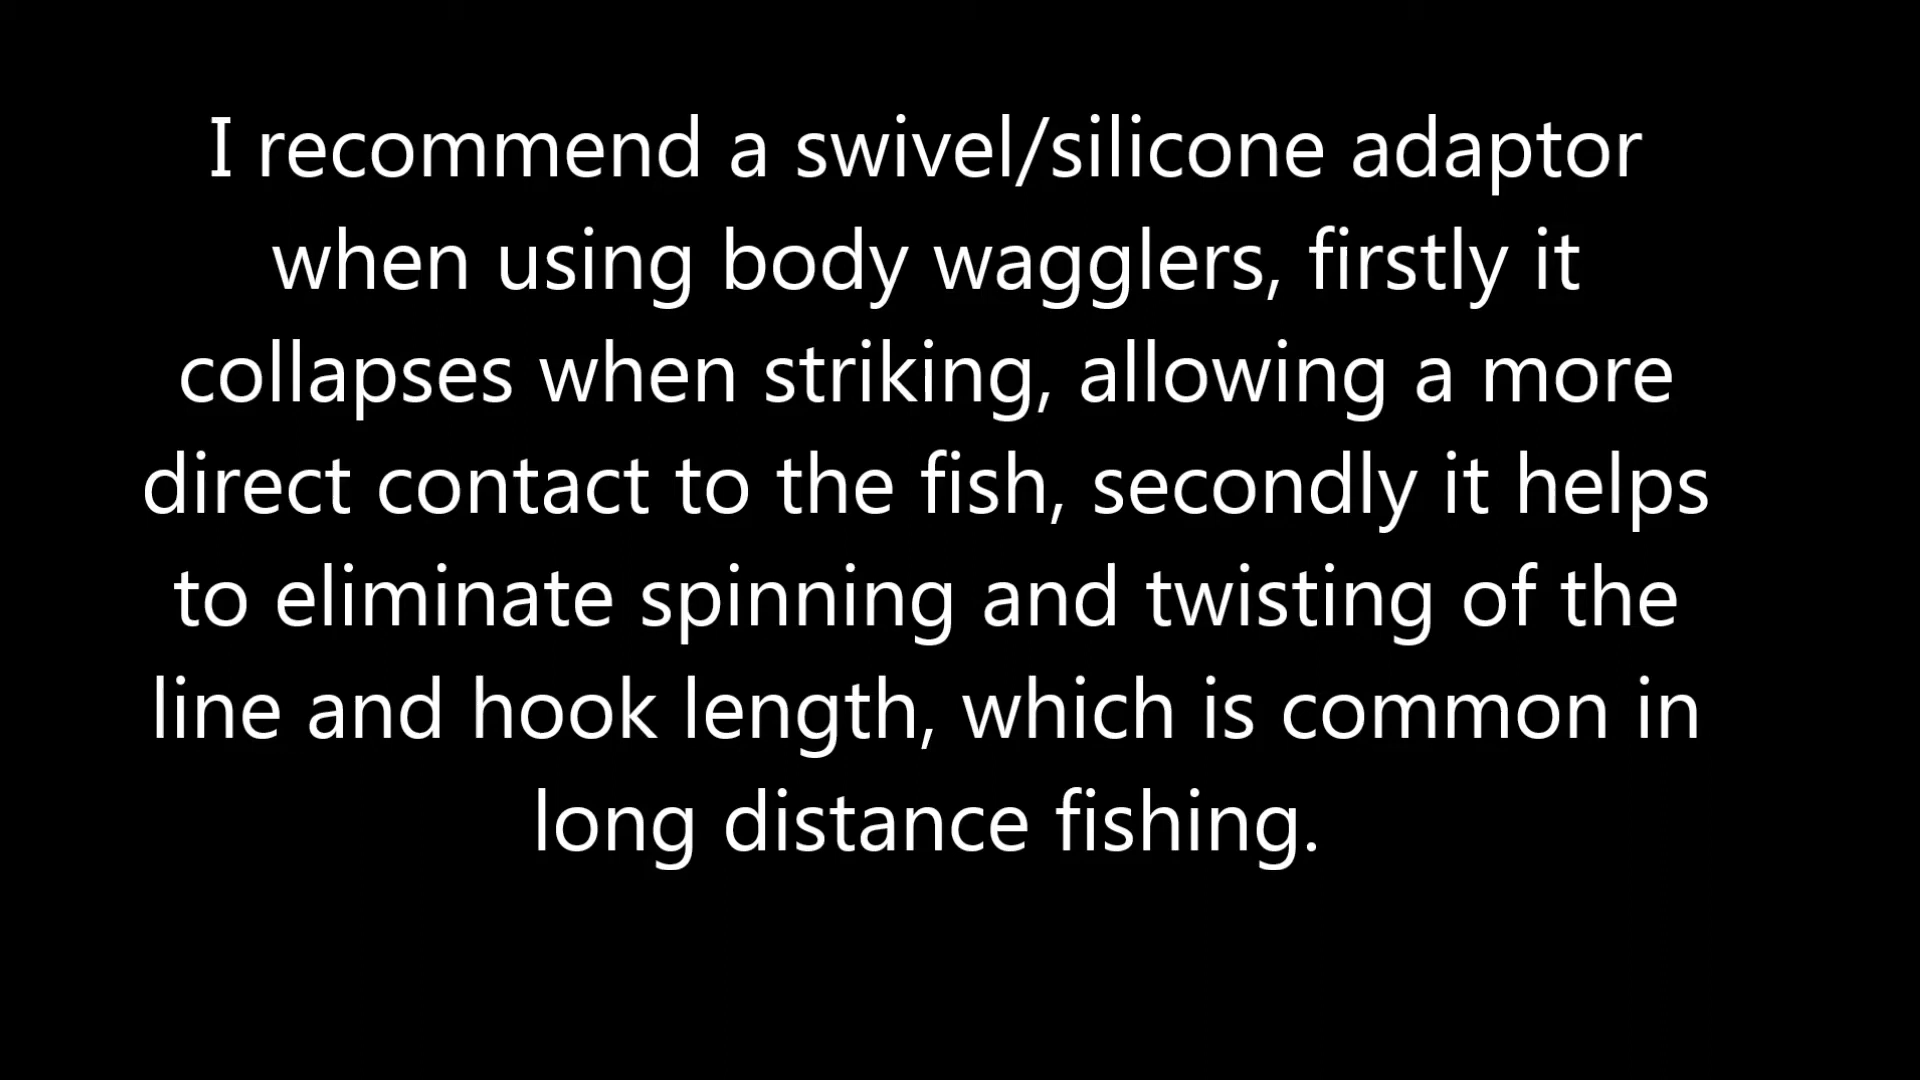 I recommend a swivel/silicone adaptor
when using body wagglers, firstly it
collapses when striking, allowing a more
direct contact to the fish, secondly it helps
to eliminate spinning and twisting of the
line and hook length, which is common in
long distance fishing.